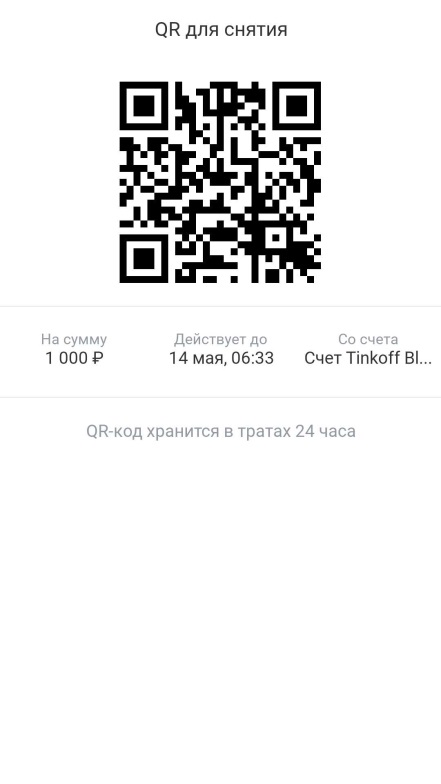 QR для снятия
На сумму Действует до Со счета
1 000 ₽ 14 мая, 06:33 Счет Tinkoff Bl...
QR-код хранится в тратах 24 часа